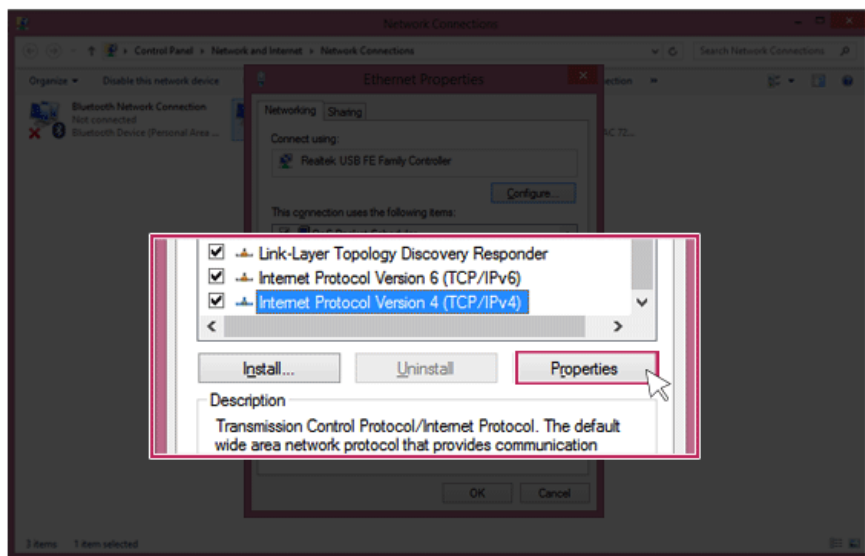 Network Connections
Control Panel › Network and Internet › Network Connections
Search Network Connections
Organize
Disable this network device
Ethernet Properties
Bluetooth Network Connection
Not connected
Bluetooth Device (Personal Area ...
Networking
Sharing
Connect using:
Realtek USB FE Family Controller
Configure...
This connection uses the following items:
Link-Layer Topology Discovery Responder
Internet Protocol Version 6 (TCP/IPv6)
Internet Protocol Version 4 (TCP/IPv4)
Install...
Uninstall
Properties
Description
Transmission Control Protocol/Internet Protocol. The default
wide area network protocol that provides communication
OK
Cancel
3 items
1 item selected